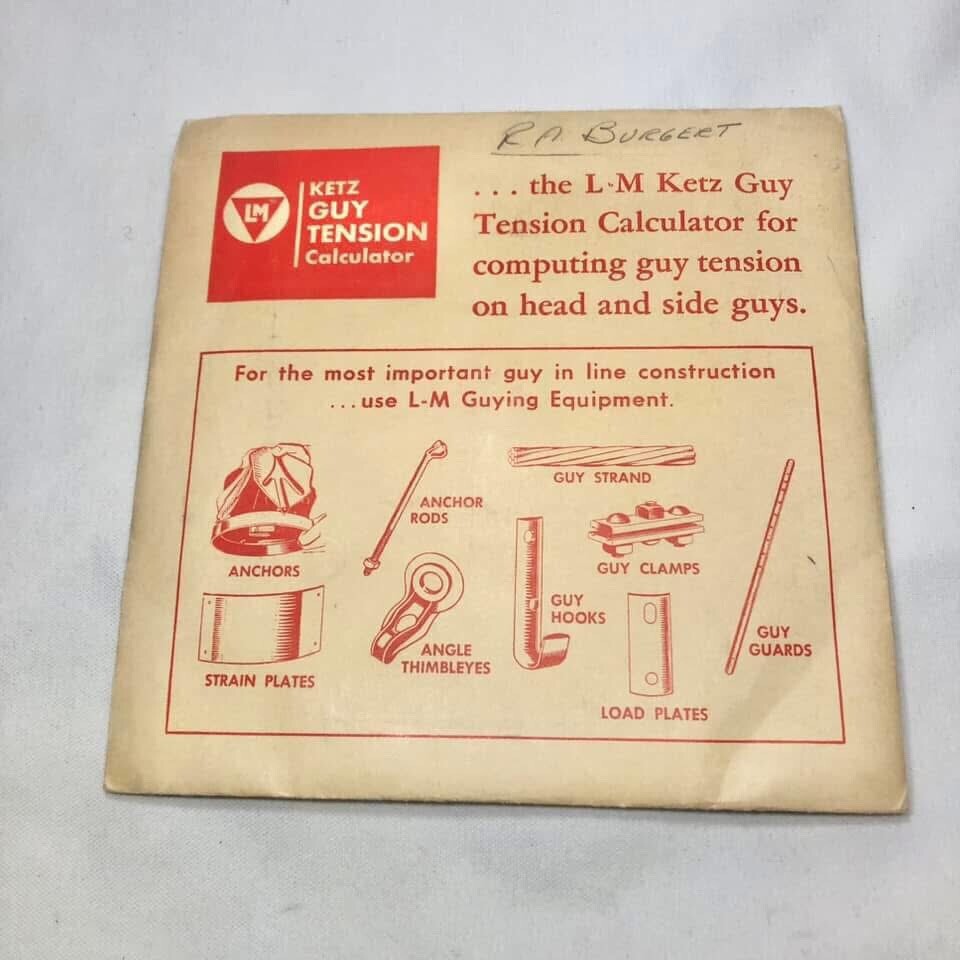 R A BURGERT
LM
KETZ
GUY
TENSION
Calculator
. . . the L-M Ketz Guy
Tension Calculator for
computing guy tension
on head and side guys.
For the most important guy in line construction
...use L-M Guying Equipment.
ANCHORS
ANCHOR
RODS
GUY STRAND
GUY CLAMPS
STRAIN PLATES
ANGLE
THIMBLEYES
GUY
HOOKS
LOAD PLATES
GUY
GUARDS